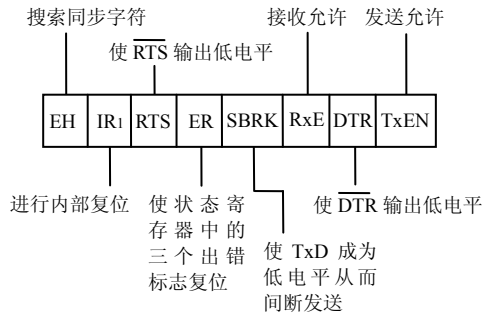 搜索同步字符
接收允许
发送允许
使 RTS 输出低电平
EH IR1 RTS ER SBRK RxE DTR TxEN
进行内部复位
使状态寄
存器中的
三个出错
标志复位
使 TxD 成为
低电平从而
间断发送
使 DTR 输出低电平